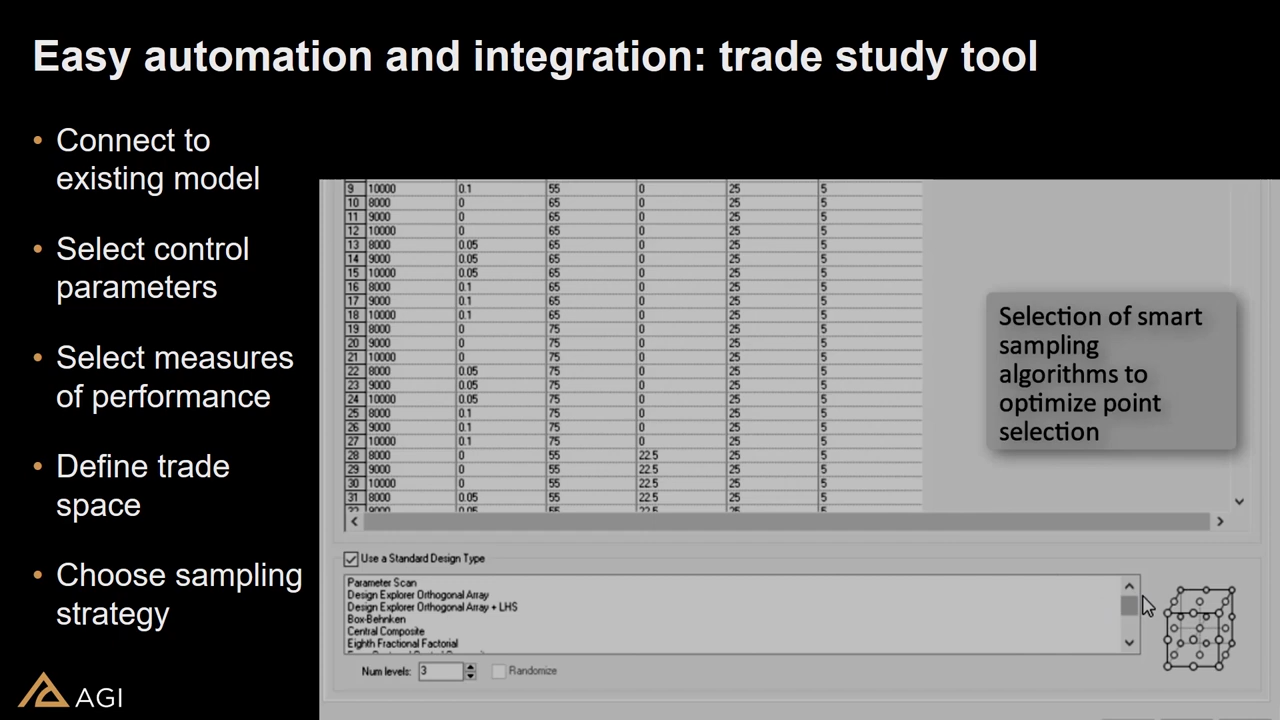 Easy automation and integration: trade study tool
• Connect to
existing model
• Select control
parameters
• Select measures
of performance
• Define trade
space
• Choose sampling
strategy
AGI
9 10000 0.1 55 0 25 5
10 8000 0 65 0 25 5
11 9000 0 65 0 25 5
12 10000 0 65 0 25 5
13 8000 0.05 65 0 25 5
14 9000 0.05 65 0 25 5
15 10000 0.05 65 0 25 5
16 8000 0.1 65 0 25 5
17 9000 0.1 65 0 25 5
18 10000 0.1 65 0 25 5
19 8000 0 75 0 25 5
20 9000 0 75 0 25 5
21 10000 0 75 0 25 5
22 8000 0.05 75 0 25 5
23 9000 0.05 75 0 25 5
24 10000 0.05 75 0 25 5
25 8000 0.1 75 0 25 5
26 9000 0.1 75 0 25 5
27 10000 0.1 75 0 25 5
28 8000 0 55 22.5 25 5
29 9000 0 55 22.5 25 5
30 10000 0 55 22.5 25 5
31 8000 0.05 55 22.5 25 5
32 9000 0.05 55 22.5 25 5
Selection of smart
sampling
algorithms to
optimize point
selection
Use a Standard Design Type
Parameter Scan
Design Explorer Orthogonal Array
Design Explorer Orthogonal Array + LHS
Box-Behnken
Central Composite
Eighth Fractional Factorial
Num levels: 3
Randomize